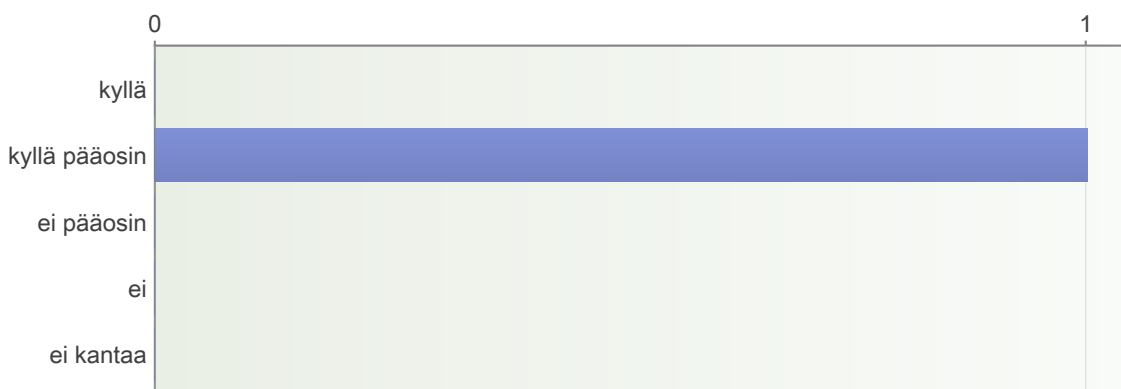 0 1
kyllä
kyllä pääosin
ei pääosin
ei
ei kantaa